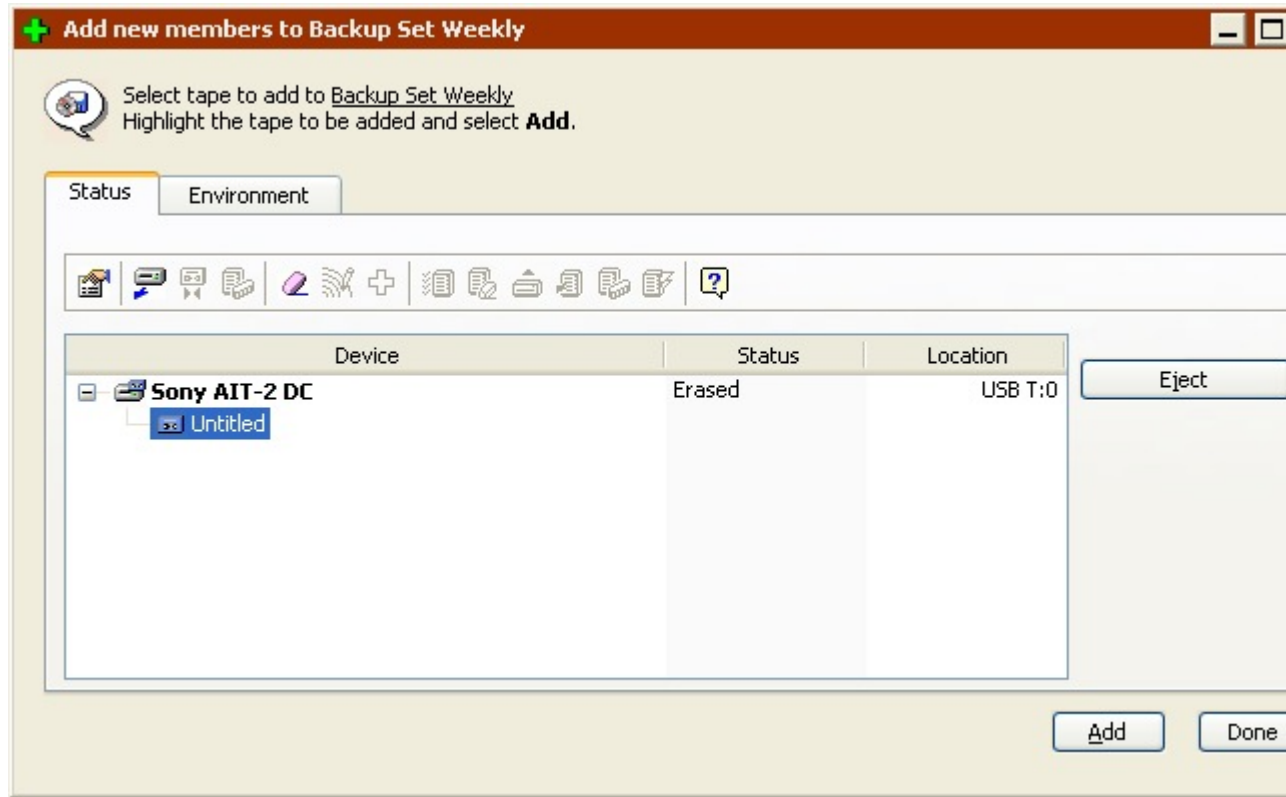 Add new members to Backup Set Weekly
Select tape to add to Backup Set Weekly
Highlight the tape to be added and select Add.
Status Environment
?
Device Status Location
Sony AIT-2 DC Erased USB T:0 Eject
Untitled
Add Done